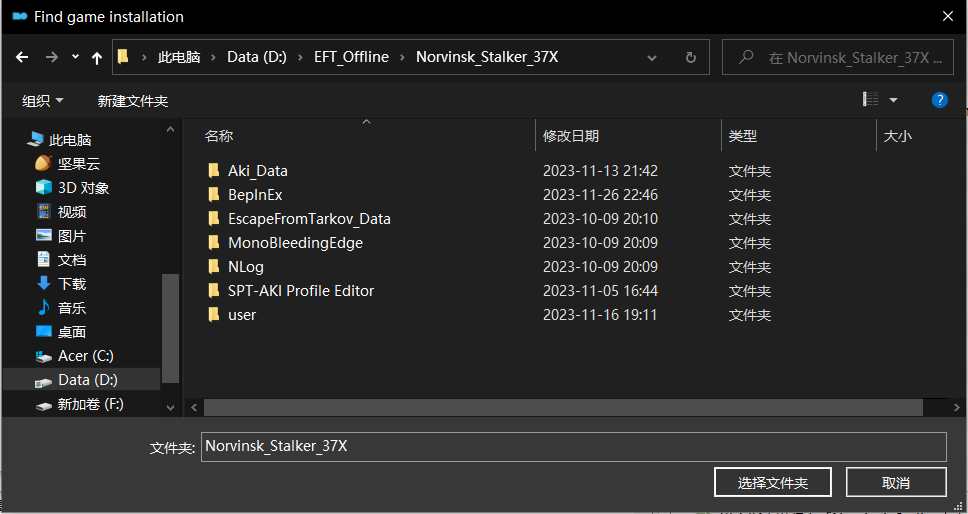 Find game installation
此电脑 › Data (D:) › EFT_Offline › Norvinsk_Stalker_37X
在 Norvinsk_Stalker_37X ...
组织 新建文件夹
名称 修改日期 类型 大小
此电脑
坚果云
3D 对象
视频
图片
文档
下载
音乐
桌面
Acer (C:)
Data (D:)
新加卷 (F:)
Aki_Data 2023-11-13 21:42 文件夹
BepInEx 2023-11-26 22:46 文件夹
EscapeFromTarkov_Data 2023-10-09 20:10 文件夹
MonoBleedingEdge 2023-10-09 20:09 文件夹
NLog 2023-10-09 20:09 文件夹
SPT-AKI Profile Editor 2023-11-05 16:44 文件夹
user 2023-11-16 19:11 文件夹
文件夹: Norvinsk_Stalker_37X
选择文件夹 取消